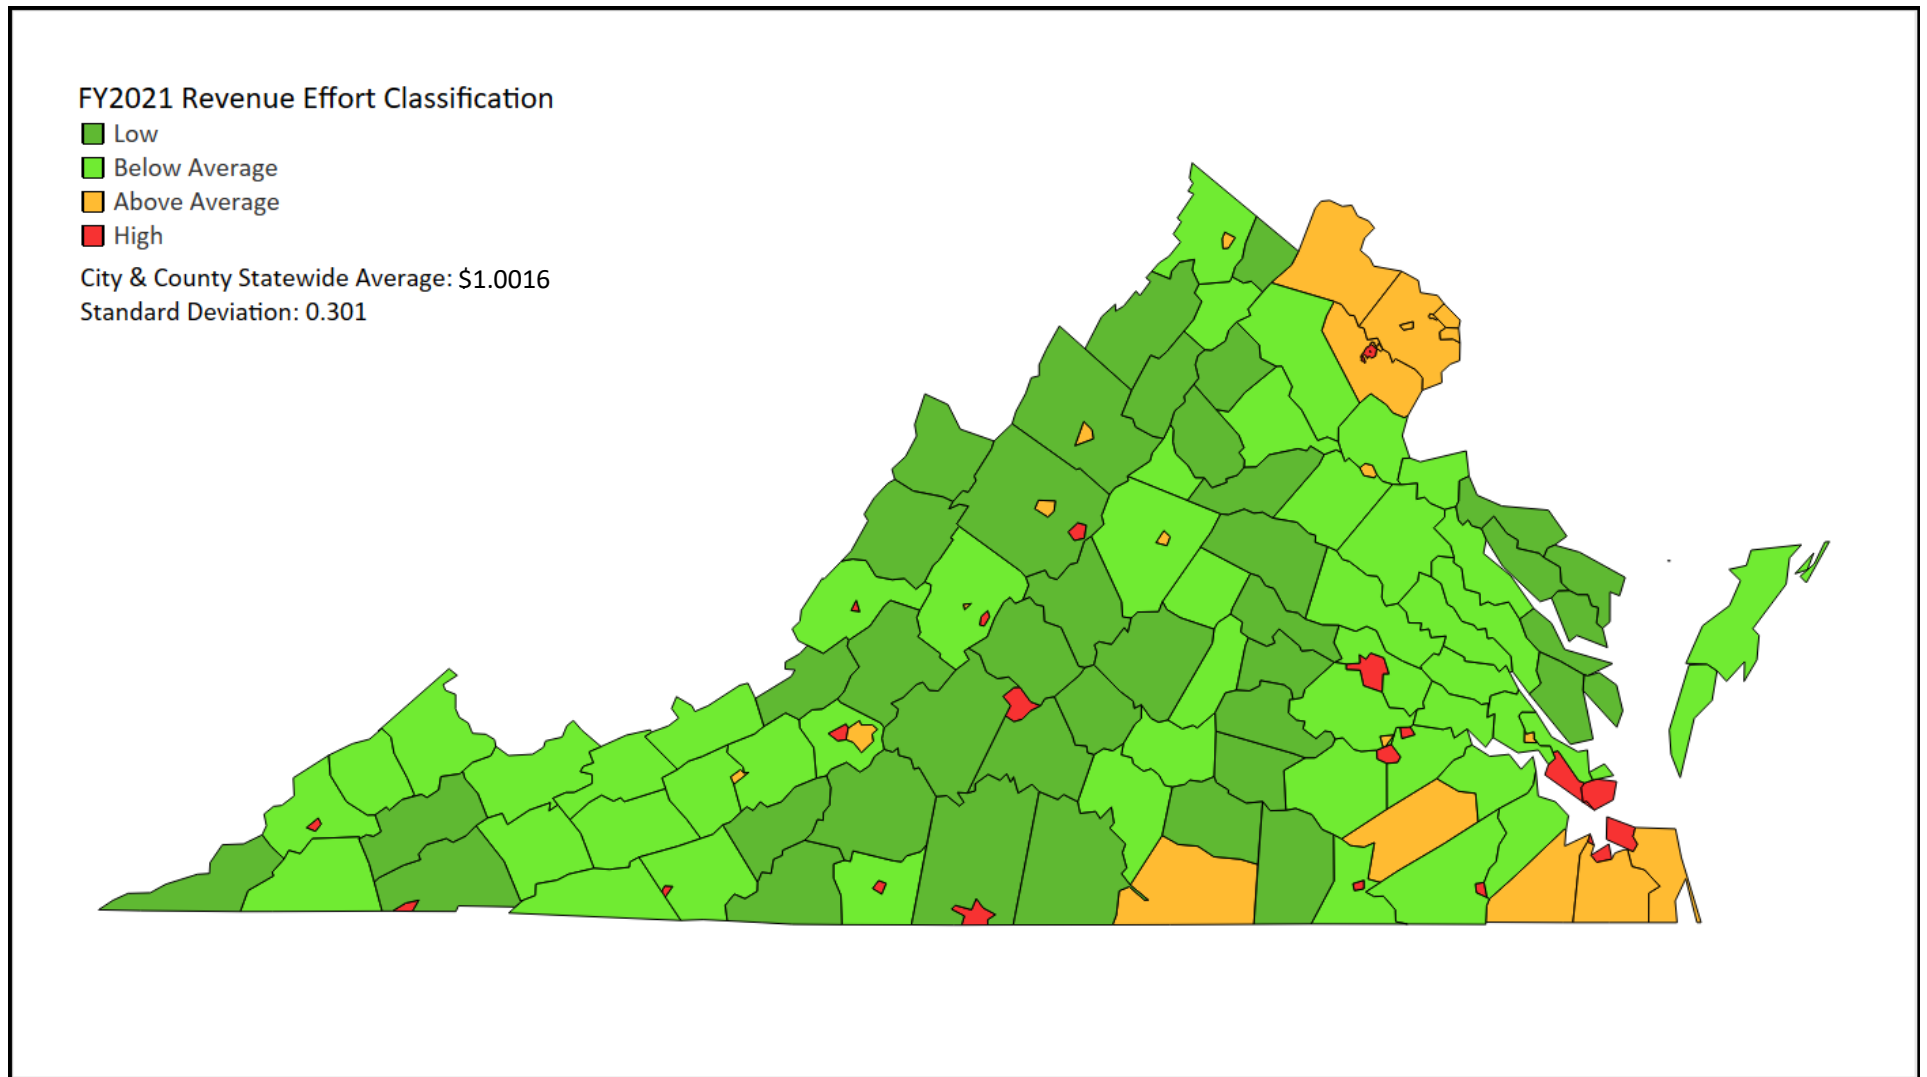 FY2021 Revenue Effort Classification
Low
Below Average
Above Average
High
City & County Statewide Average: $1.0016
Standard Deviation: 0.301